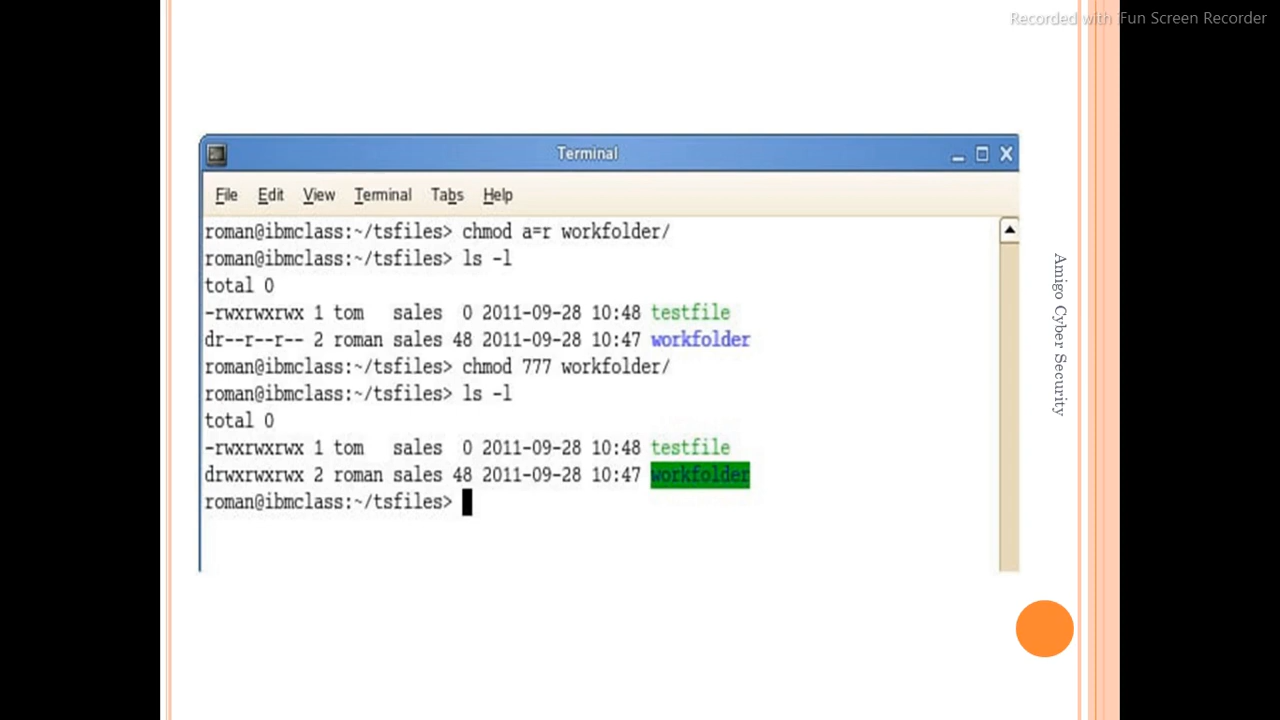 Recorded with iFun Screen Recorder
Terminal
File Edit View Terminal Tabs Help
roman@ibmclass:~/tsfiles> chmod a=r workfolder/
roman@ibmclass:~/tsfiles> ls -l
total 0
-rwxrwxrwx 1 tom   sales  0 2011-09-28 10:48 testfile
dr--r--r-- 2 roman sales 48 2011-09-28 10:47 workfolder
roman@ibmclass:~/tsfiles> chmod 777 workfolder/
roman@ibmclass:~/tsfiles> ls -l
total 0
-rwxrwxrwx 1 tom   sales  0 2011-09-28 10:48 testfile
drwxrwxrwx 2 roman sales 48 2011-09-28 10:47 workfolder
roman@ibmclass:~/tsfiles>
Amigo Cyber Security